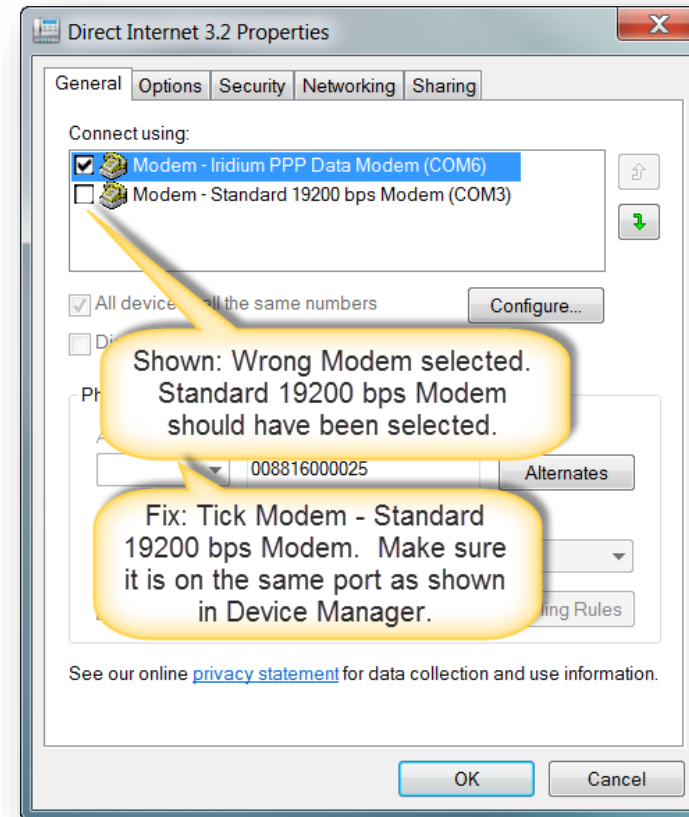 Direct Internet 3.2 Properties
General Options Security Networking Sharing
Connect using:
Modem - Iridium PPP Data Modem (COM6)
Modem - Standard 19200 bps Modem (COM3)
All device the same numbers
Configure...
Shown: Wrong Modem selected.
Standard 19200 bps Modem
should have been selected.
008816000025
Alternates
Fix: Tick Modem - Standard
19200 bps Modem. Make sure
it is on the same port as shown
in Device Manager.
Rules
See our online privacy statement for data collection and use information.
OK
Cancel